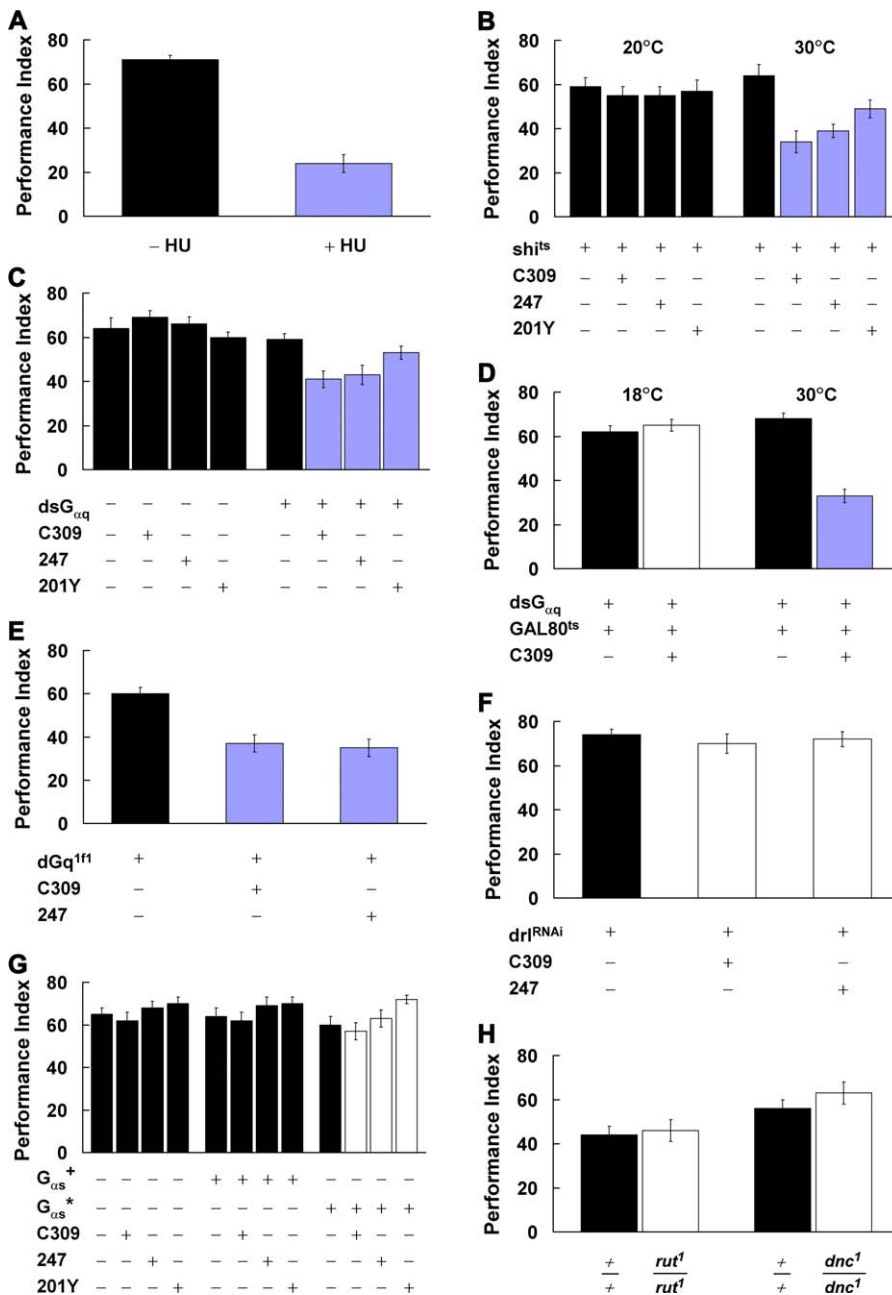 A
Performance Index
80
60
40
20
0
– HU
+ HU
B
Performance Index
80
60
40
20
0
20°C
30°C
shi^ts + + + + + + + +
C309 – + – – – + – –
247 – – + – – – + –
201Y – – – + – – – +
C
Performance Index
80
60
40
20
0
dsG_αq – – – – + + + +
C309 – + – – – + – –
247 – – + – – – + –
201Y – – – + – – – +
D
Performance Index
80
60
40
20
0
18°C
30°C
dsG_αq + + + +
GAL80^ts + + + +
C309 – + – +
E
Performance Index
80
60
40
20
0
dGq^1f1 + + +
C309 – + –
247 – – +
F
Performance Index
80
60
40
20
0
drl^RNAi + + +
C309 – + –
247 – – +
G
Performance Index
80
60
40
20
0
G_αs^+ – – – – + + + + – – – –
G_αs^* – – – – – – – – + + + +
C309 – + – – – + – – – + – –
247 – – + – – – + – – – + –
201Y – – – + – – – + – – – +
H
Performance Index
80
60
40
20
0
+ rut^1 + dnc^1
+ rut^1 + dnc^1